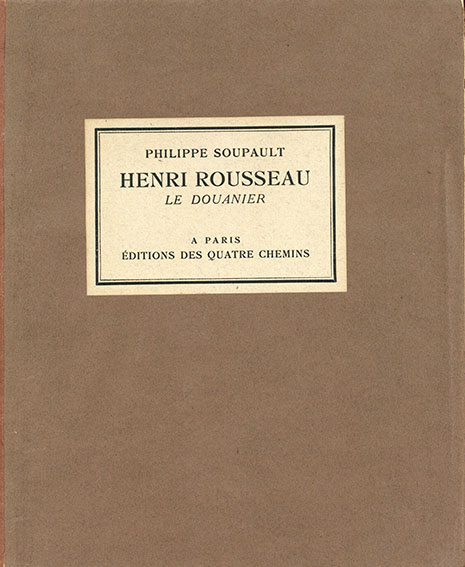 PHILIPPE SOUPAULT
HENRI ROUSSEAU
LE DOUANIER
A PARIS
ÉDITIONS DES QUATRE CHEMINS